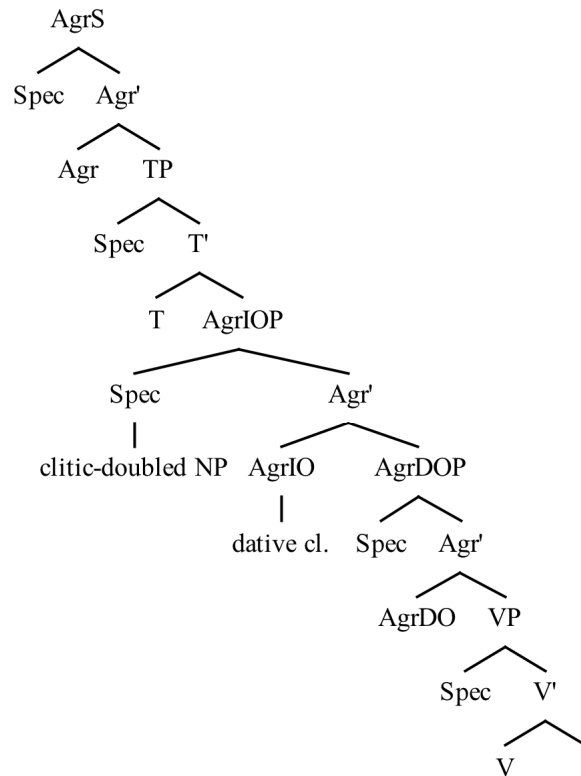 AgrS
Spec Agr'
Agr TP
Spec T'
T AgrIOP
Spec Agr'
clitic-doubled NP AgrIO AgrDOP
dative cl. Spec Agr'
AgrDO VP
Spec V'
V